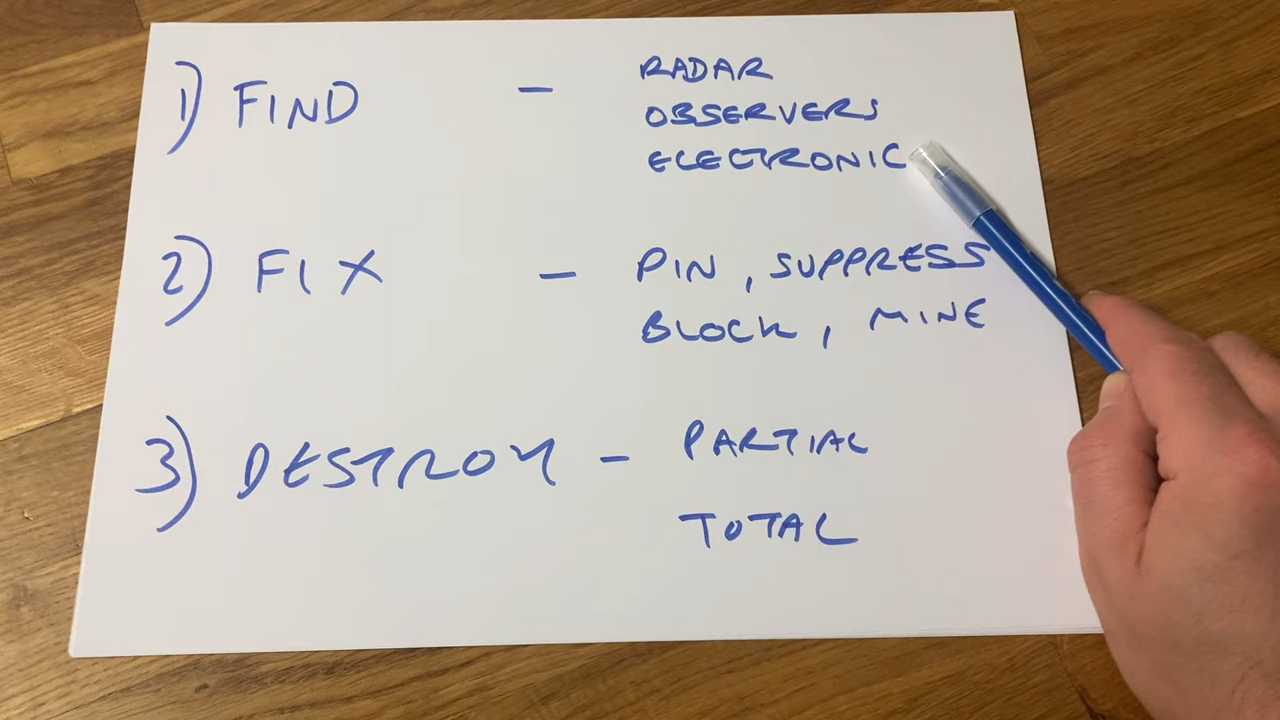 1) FIND - RADAR
OBSERVERS
ELECTRONIC
2) FIX - PIN, SUPPRESS
BLOCK, MINE
3) DESTROY - PARTIAL
TOTAL